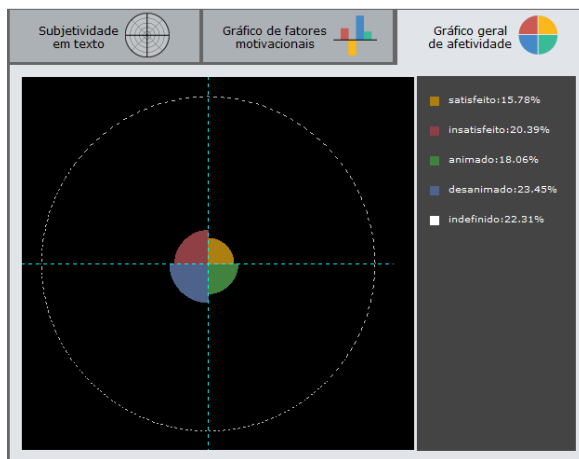 Subjetividade
em texto
Gráfico de fatores
motivacionais
Gráfico geral
de afetividade
satisfeito:15.78%
insatisfeito:20.39%
animado:18.06%
desanimado:23.45%
indefinido:22.31%